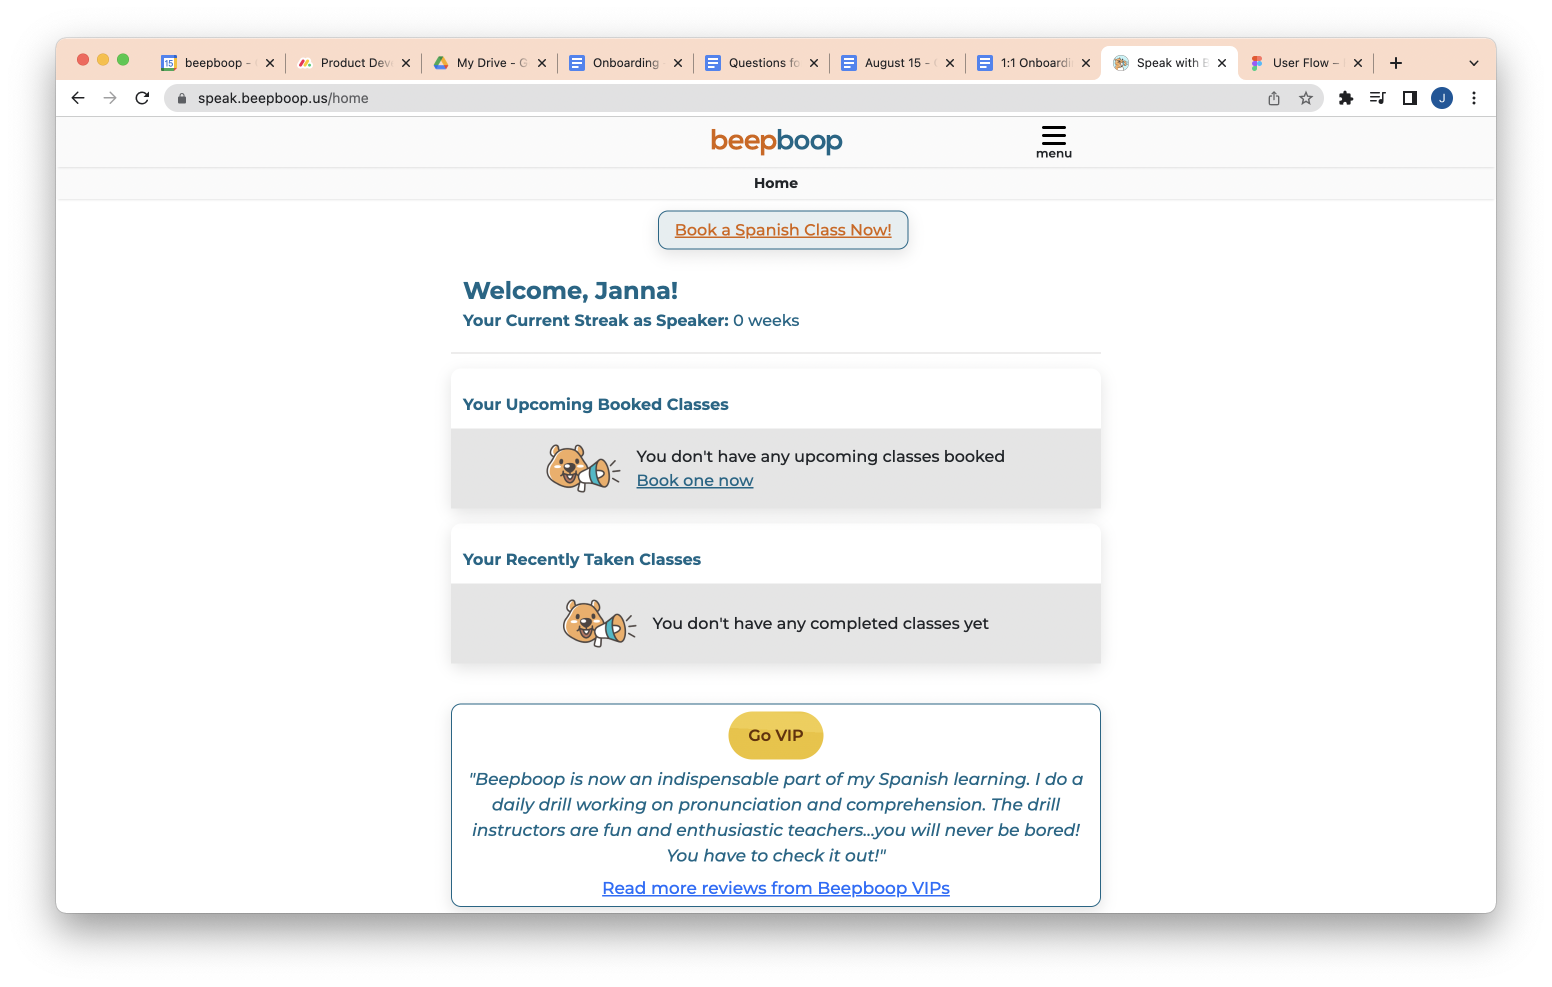 beepboop -
Product Dev
My Drive - G
Onboarding
Questions fo
August 15 -
1:1 Onboardi
Speak with B
User Flow –
speak.beepboop.us/home
J
beepboop
menu
Home
Book a Spanish Class Now!
Welcome, Janna!
Your Current Streak as Speaker: 0 weeks
Your Upcoming Booked Classes
You don't have any upcoming classes booked
Book one now
Your Recently Taken Classes
You don't have any completed classes yet
Go VIP
"Beepboop is now an indispensable part of my Spanish learning. I do a
daily drill working on pronunciation and comprehension. The drill
instructors are fun and enthusiastic teachers...you will never be bored!
You have to check it out!"
Read more reviews from Beepboop VIPs